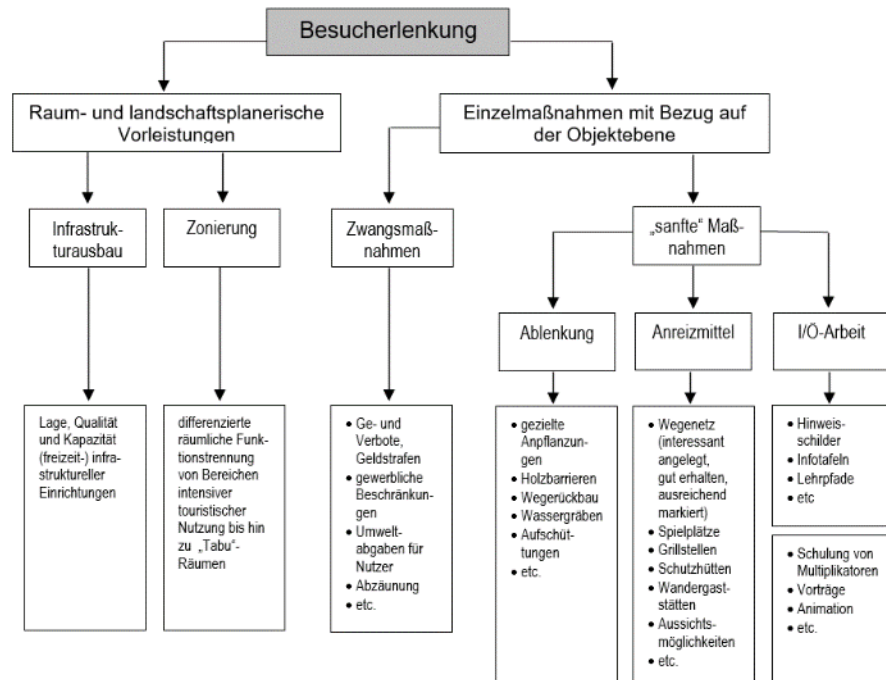 Besucherlenkung
Raum- und landschaftsplanerische
Vorleistungen
Einzelmaßnahmen mit Bezug auf
der Objektebene
Infrastruk-
turausbau
Zonierung
Zwangsmaß-
nahmen
„sanfte“ Maß-
nahmen
Ablenkung
Anreizmittel
I/Ö-Arbeit
Lage, Qualität
und Kapazität
(freizeit-) infra-
struktureller
Einrichtungen
differenzierte
räumliche Funk-
tionstrennung
von Bereichen
intensiver
touristischer
Nutzung bis hin
zu „Tabu“-
Räumen
• Ge- und
Verbote,
Geldstrafen
• gewerbliche
Beschränkun-
gen
• Umwelt-
abgaben für
Nutzer
• Abzäunung
• etc.
• gezielte
Anpflanzun-
gen
• Holzbarrieren
• Wegerückbau
• Wassergräben
• Aufschüt-
tungen
• etc.
• Wegenetz
(interessant
angelegt,
gut erhalten,
ausreichend
markiert)
• Spielplätze
• Grillstellen
• Schutzhütten
• Wandergast-
stätten
• Aussichts-
möglichkeiten
• etc.
• Hinweis-
schilder
• Infotafeln
• Lehrpfade
• etc
• Schulung von
Multiplikatoren
• Vorträge
• Animation
• etc.